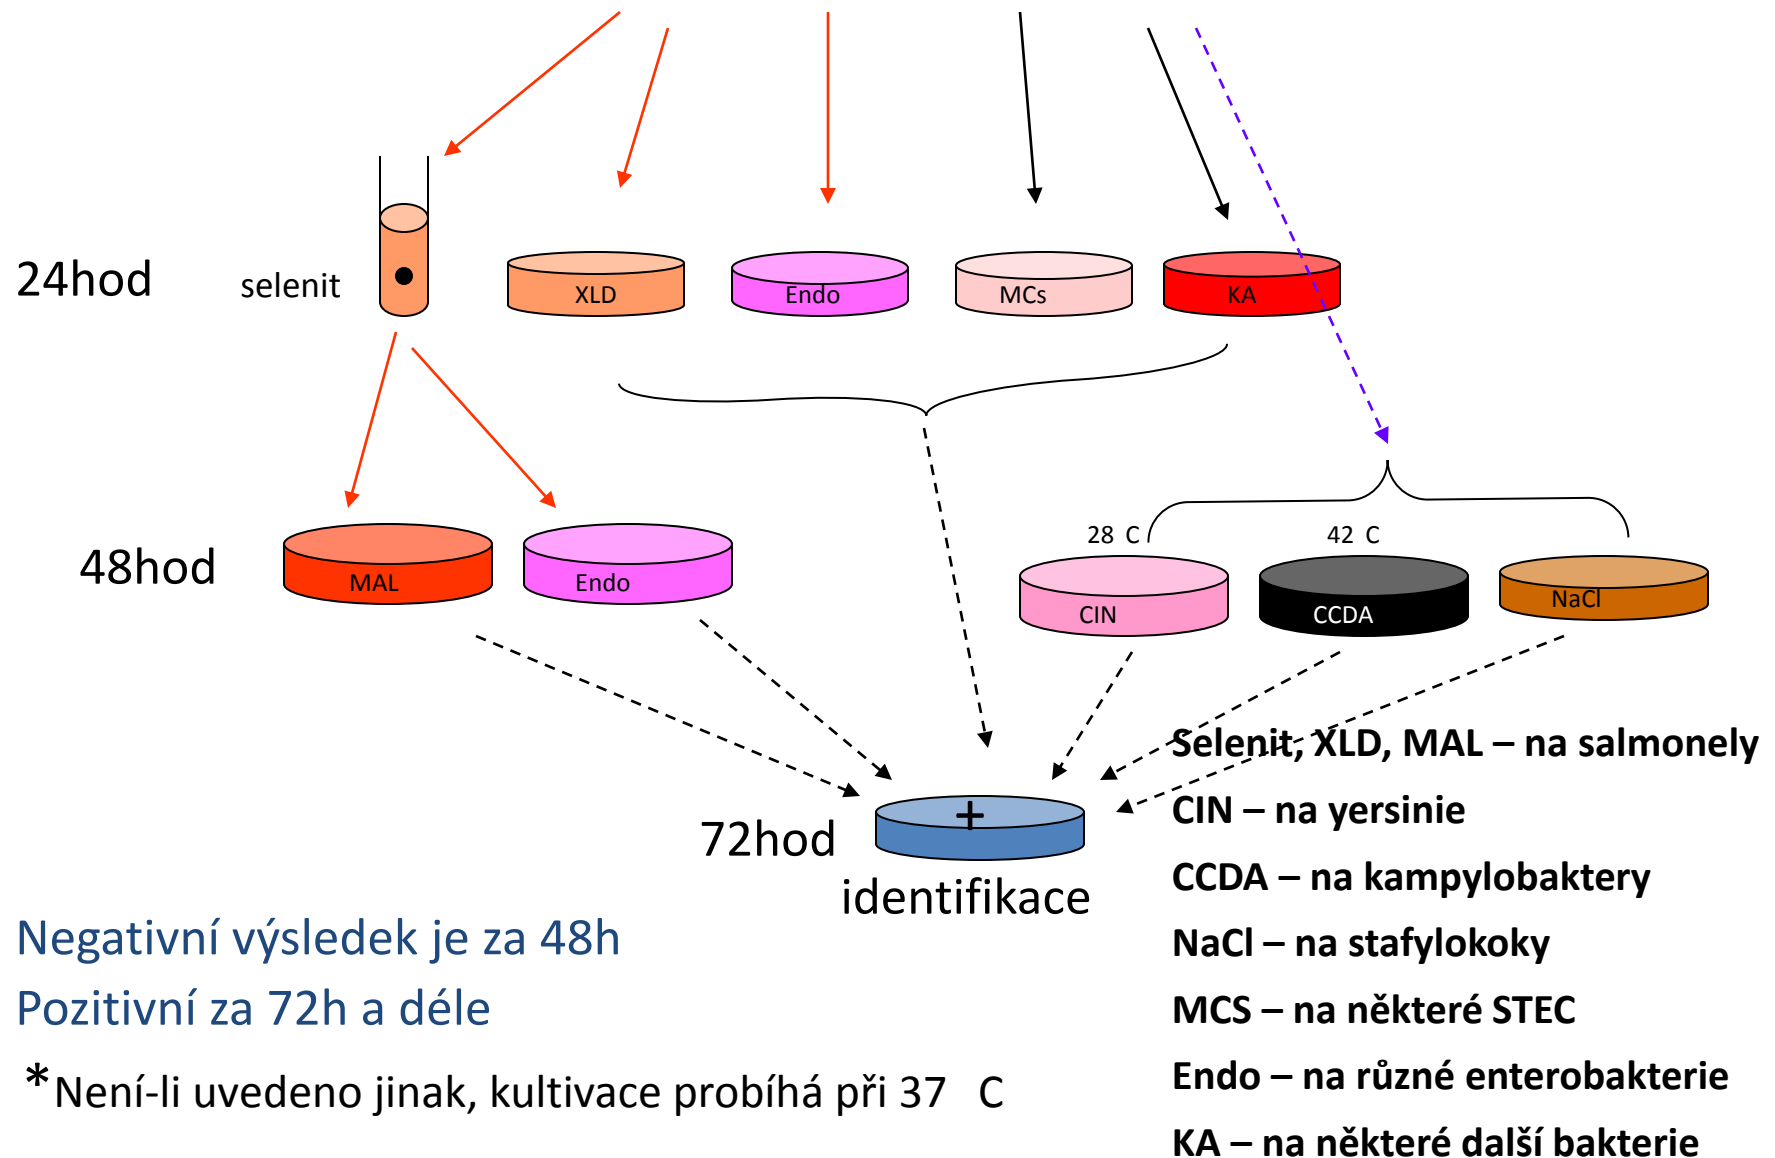 24hod
selenit
XLD
Endo
MCs
KA
48hod
MAL
Endo
28 C
42 C
CIN
CCDA
NaCl
72hod
+
identifikace
Selenit, XLD, MAL – na salmonely
CIN – na yersinie
CCDA – na kampylobaktery
NaCl – na stafylokoky
MCS – na některé STEC
Endo – na různé enterobakterie
KA – na některé další bakterie
Negativní výsledek je za 48h
Pozitivní za 72h a déle
*Není-li uvedeno jinak, kultivace probíhá při 37 C